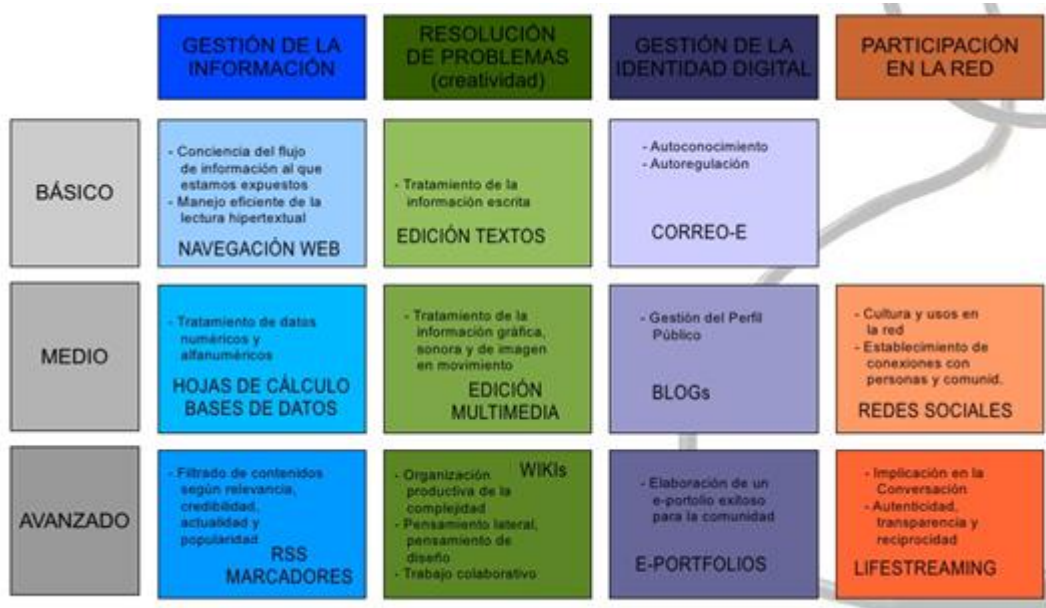 GESTIÓN DE LA
INFORMACIÓN
RESOLUCIÓN
DE PROBLEMAS
(creatividad)
GESTIÓN DE LA
IDENTIDAD DIGITAL
PARTICIPACIÓN
EN LA RED
BÁSICO
- Conciencia del flujo
de información al que
estamos expuestos
- Manejo eficiente de la
lectura hipertextual
NAVEGACIÓN WEB
- Tratamiento de la
información escrita
EDICIÓN TEXTOS
- Autoconocimiento
- Autoregulación
CORREO-E
MEDIO
- Tratamiento de datos
numéricos y
alfanuméricos
HOJAS DE CÁLCULO
BASES DE DATOS
- Tratamiento de la
información gráfica,
sonora y de imagen
en movimiento
EDICIÓN
MULTIMEDIA
- Gestión del Perfil
Público
BLOGs
- Cultura y usos en
la red
- Establecimiento de
conexiones con
personas y comunid.
REDES SOCIALES
AVANZADO
- Filtrado de contenidos
según relevancia,
credibilidad,
actualidad y
popularidad
RSS
MARCADORES
WIKIs
- Organización
productiva de la
complejidad
- Pensamiento lateral,
pensamiento de
diseño
- Trabajo colaborativo
- Elaboración de un
e-portolio exitoso
para la comunidad
E-PORTFOLIOS
- Implicación en la
Conversación
- Autenticidad,
transparencia y
reciprocidad
LIFESTREAMING